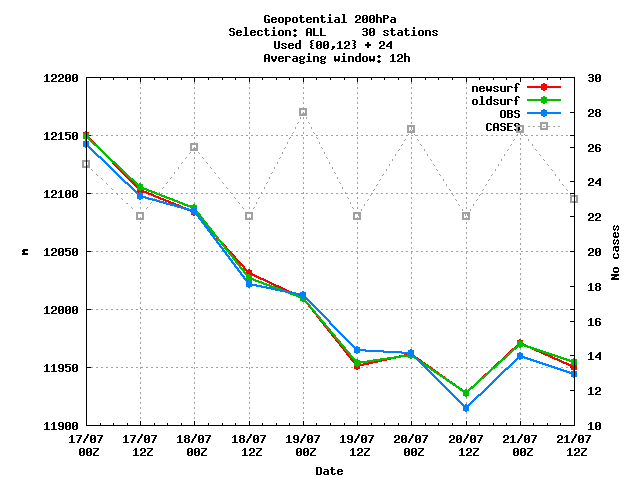 Geopotential 200hPa
Selection: ALL     30 stations
Used {00,12} + 24
Averaging window: 12h
12200
12150
12100
12050
12000
11950
11900
m
30
28
26
24
22
20
18
16
14
12
10
No cases
newsurf
oldsurf
OBS
CASES
17/07 17/07 18/07 18/07 19/07 19/07 20/07 20/07 21/07 21/07
00Z 12Z 00Z 12Z 00Z 12Z 00Z 12Z 00Z 12Z
Date